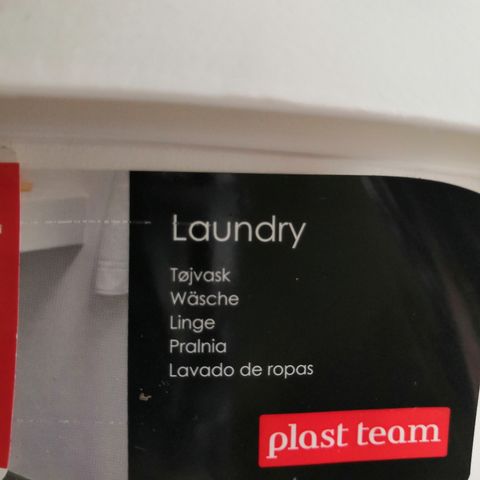 Laundry
Tøjvask
Wäsche
Linge
Pralnia
Lavado de ropas
plast team